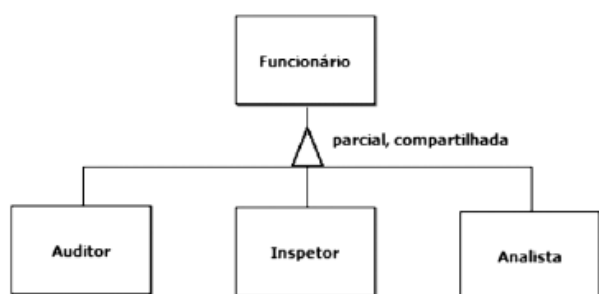 Funcionário
parcial, compartilhada
Auditor
Inspetor
Analista